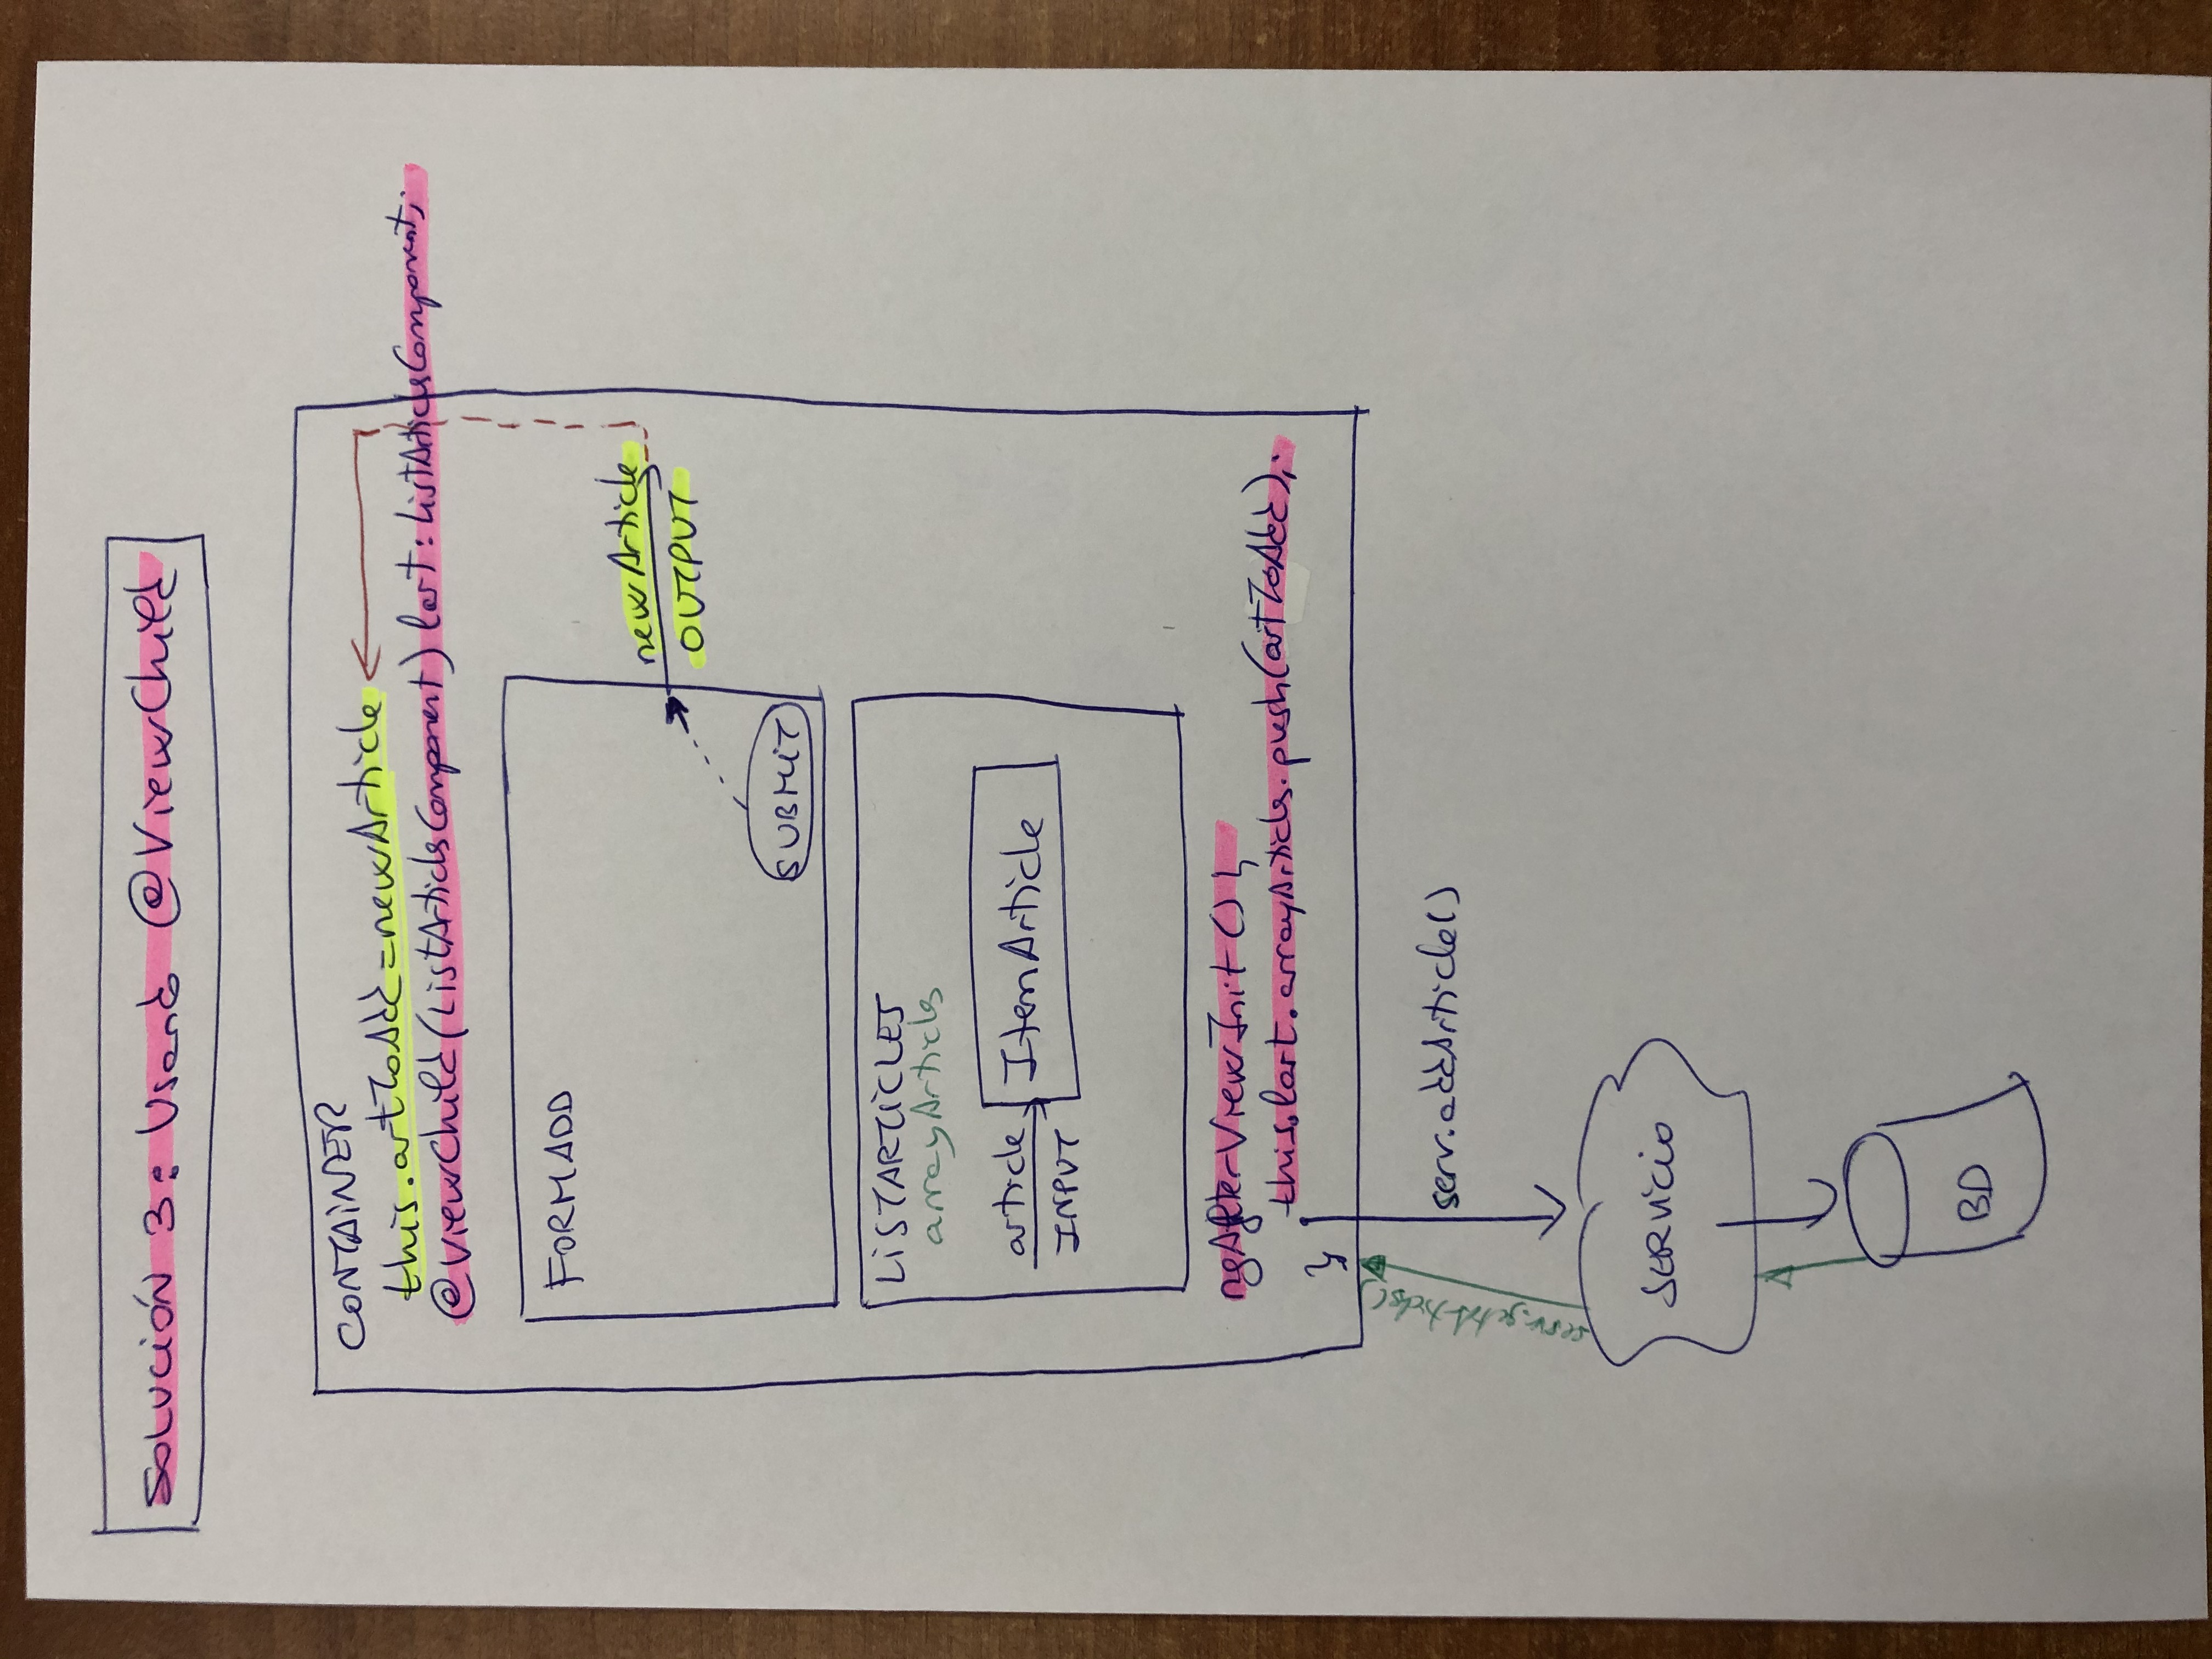 SOLUCIÓN 3: Usando @ViewChild
CONTAINER
this.artToAdd=newArticle
@ViewChild(ListArticlesComponent) lart: ListArticlesComponent;
FORMADD
newArticle
OUTPUT
SUBMIT
LISTARTICLES
arrayArticles
article
INPUT
ItemArticle
ngAfterViewInit() {
this.lart.arrayArticles.push(artToAdd);
}
serv.getArticles()
serv.addArticle()
SERVICIO
BD